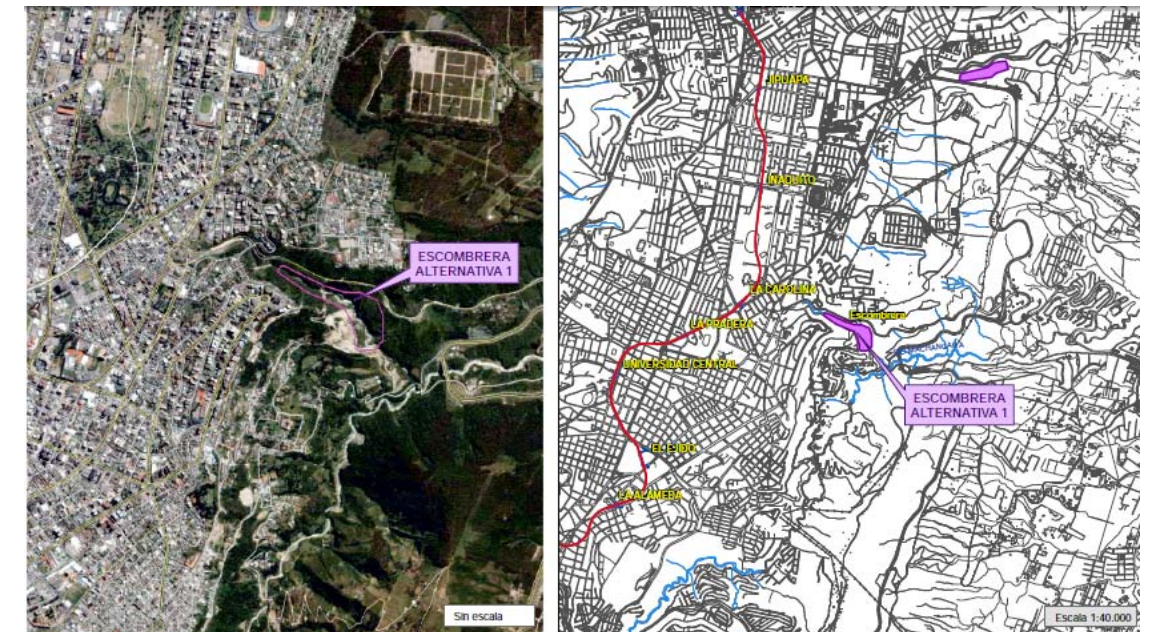 ESCOMBRERA
ALTERNATIVA 1
Sin escala
JIPIJAPA
IÑAQUITO
LA CAROLINA
LA PRADERA
Escombrera
UNIVERSIDAD CENTRAL
ESCOMBRERA
ALTERNATIVA 1
EL EJIDO
LA ALAMEDA
Escala 1:40.000